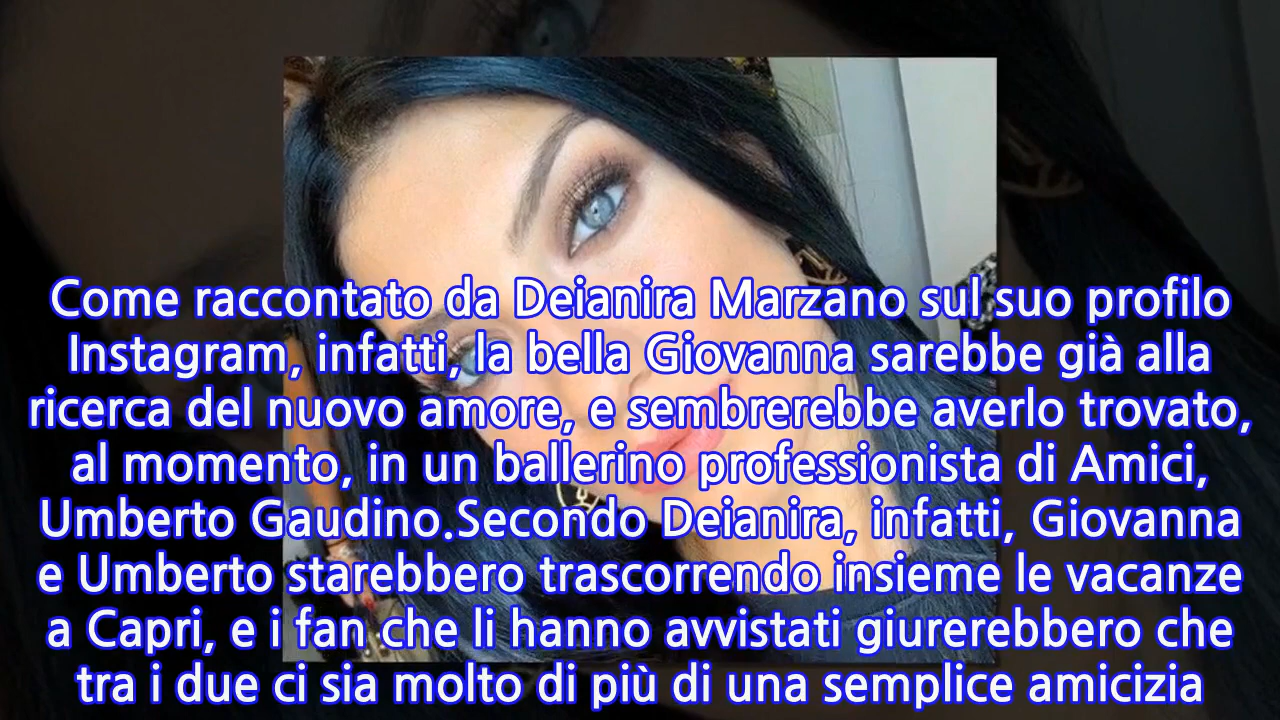 Come raccontato da Deianira Marzano sul suo profilo
Instagram, infatti, la bella Giovanna sarebbe già alla
ricerca del nuovo amore, e sembrerebbe averlo trovato,
al momento, in un ballerino professionista di Amici,
Umberto Gaudino.Secondo Deianira, infatti, Giovanna
e Umberto starebbero trascorrendo insieme le vacanze
a Capri, e i fan che li hanno avvistati giurerebbero che
tra i due ci sia molto di più di una semplice amicizia